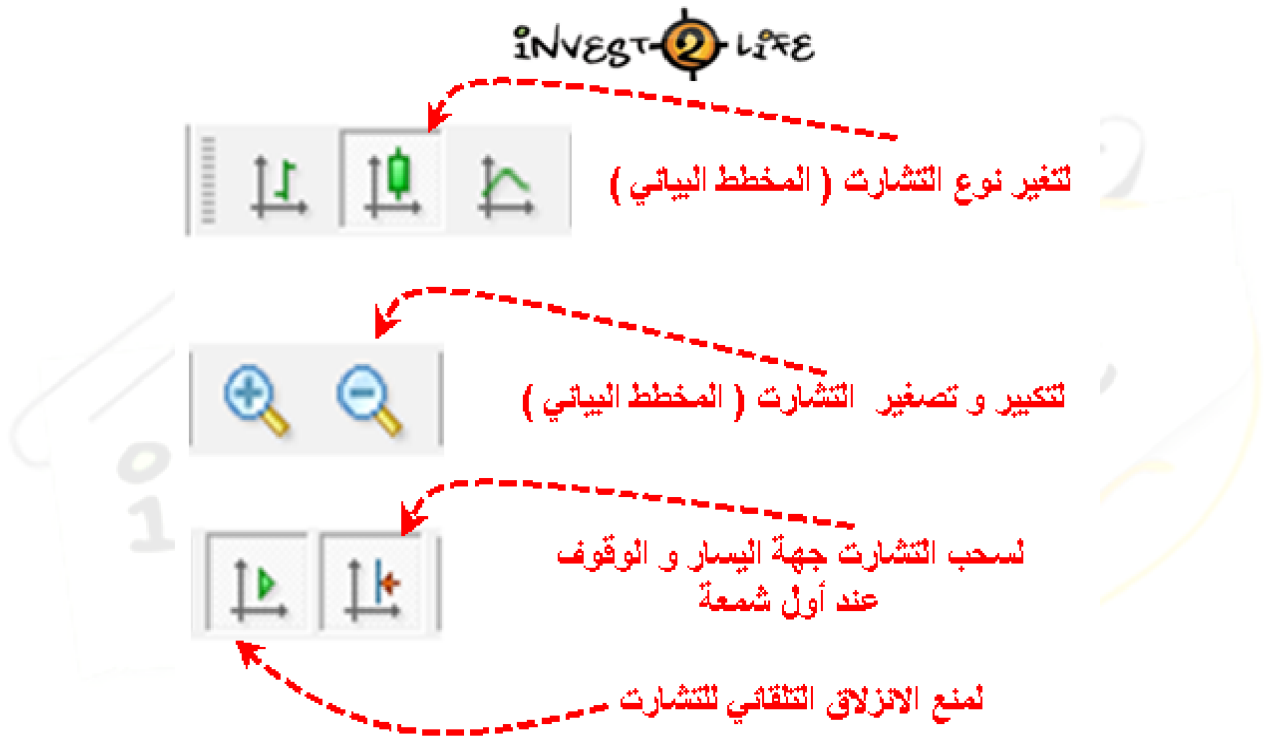 iNVEST-2-LiFE
لتغير نوع التشارت ( المخطط البياني )
لتكبير و تصغير التشارت ( المخطط البياني )
لسحب التشارت جهة اليسار و الوقوف
عند أول شمعة
لمنع الانزلاق التلقائي للتشارت